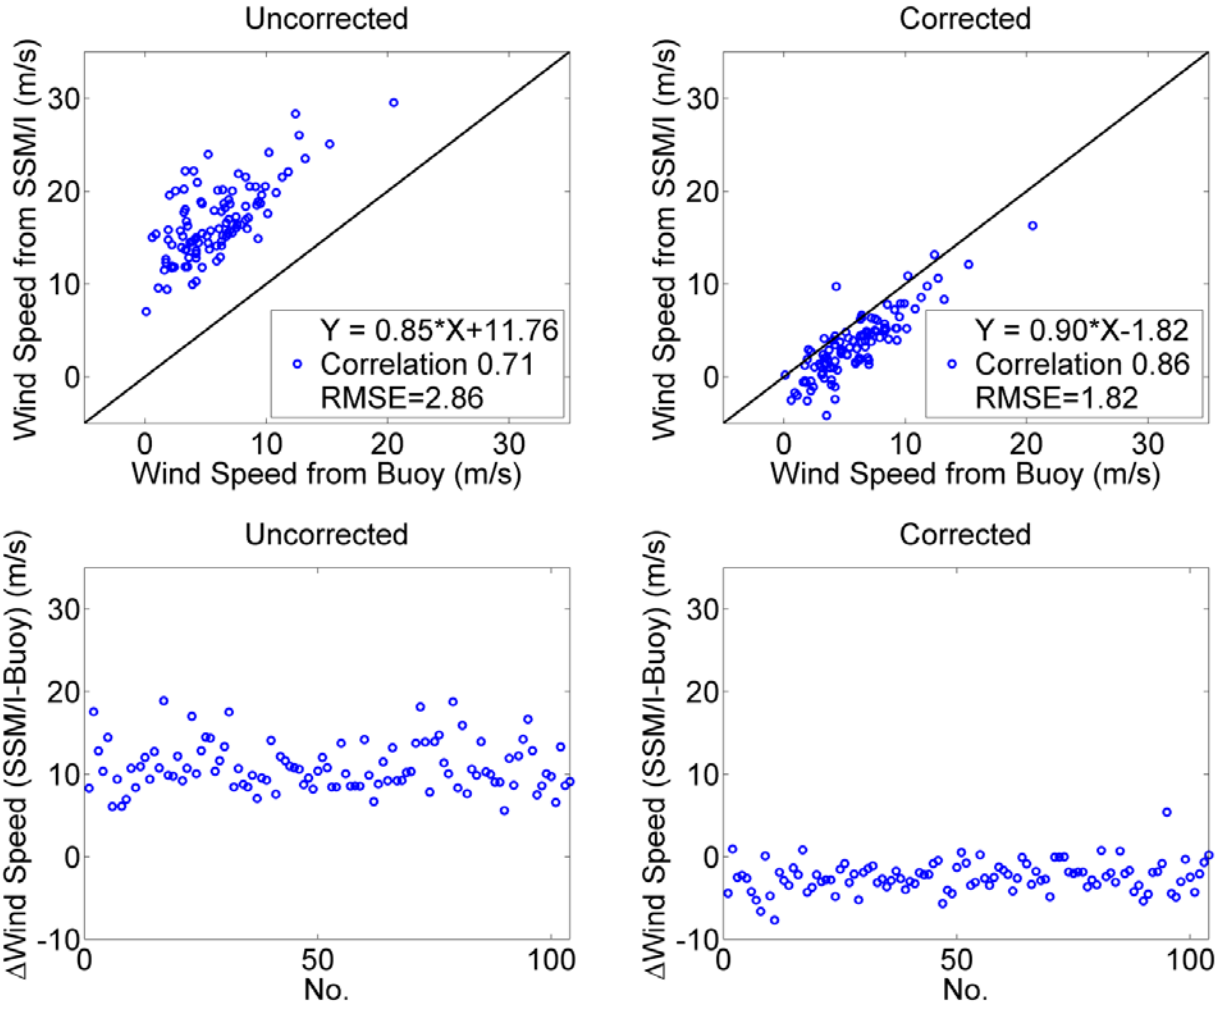 Uncorrected
Wind Speed from SSM/I (m/s)
30
20
10
0
Y = 0.85*X+11.76
Correlation 0.71
RMSE=2.86
0 10 20 30
Wind Speed from Buoy (m/s)
Corrected
Wind Speed from SSM/I (m/s)
30
20
10
0
Y = 0.90*X-1.82
Correlation 0.86
RMSE=1.82
0 10 20 30
Wind Speed from Buoy (m/s)
Uncorrected
ΔWind Speed (SSM/I-Buoy) (m/s)
30
20
10
0
-10
0 50 100
No.
Corrected
ΔWind Speed (SSM/I-Buoy) (m/s)
30
20
10
0
-10
0 50 100
No.